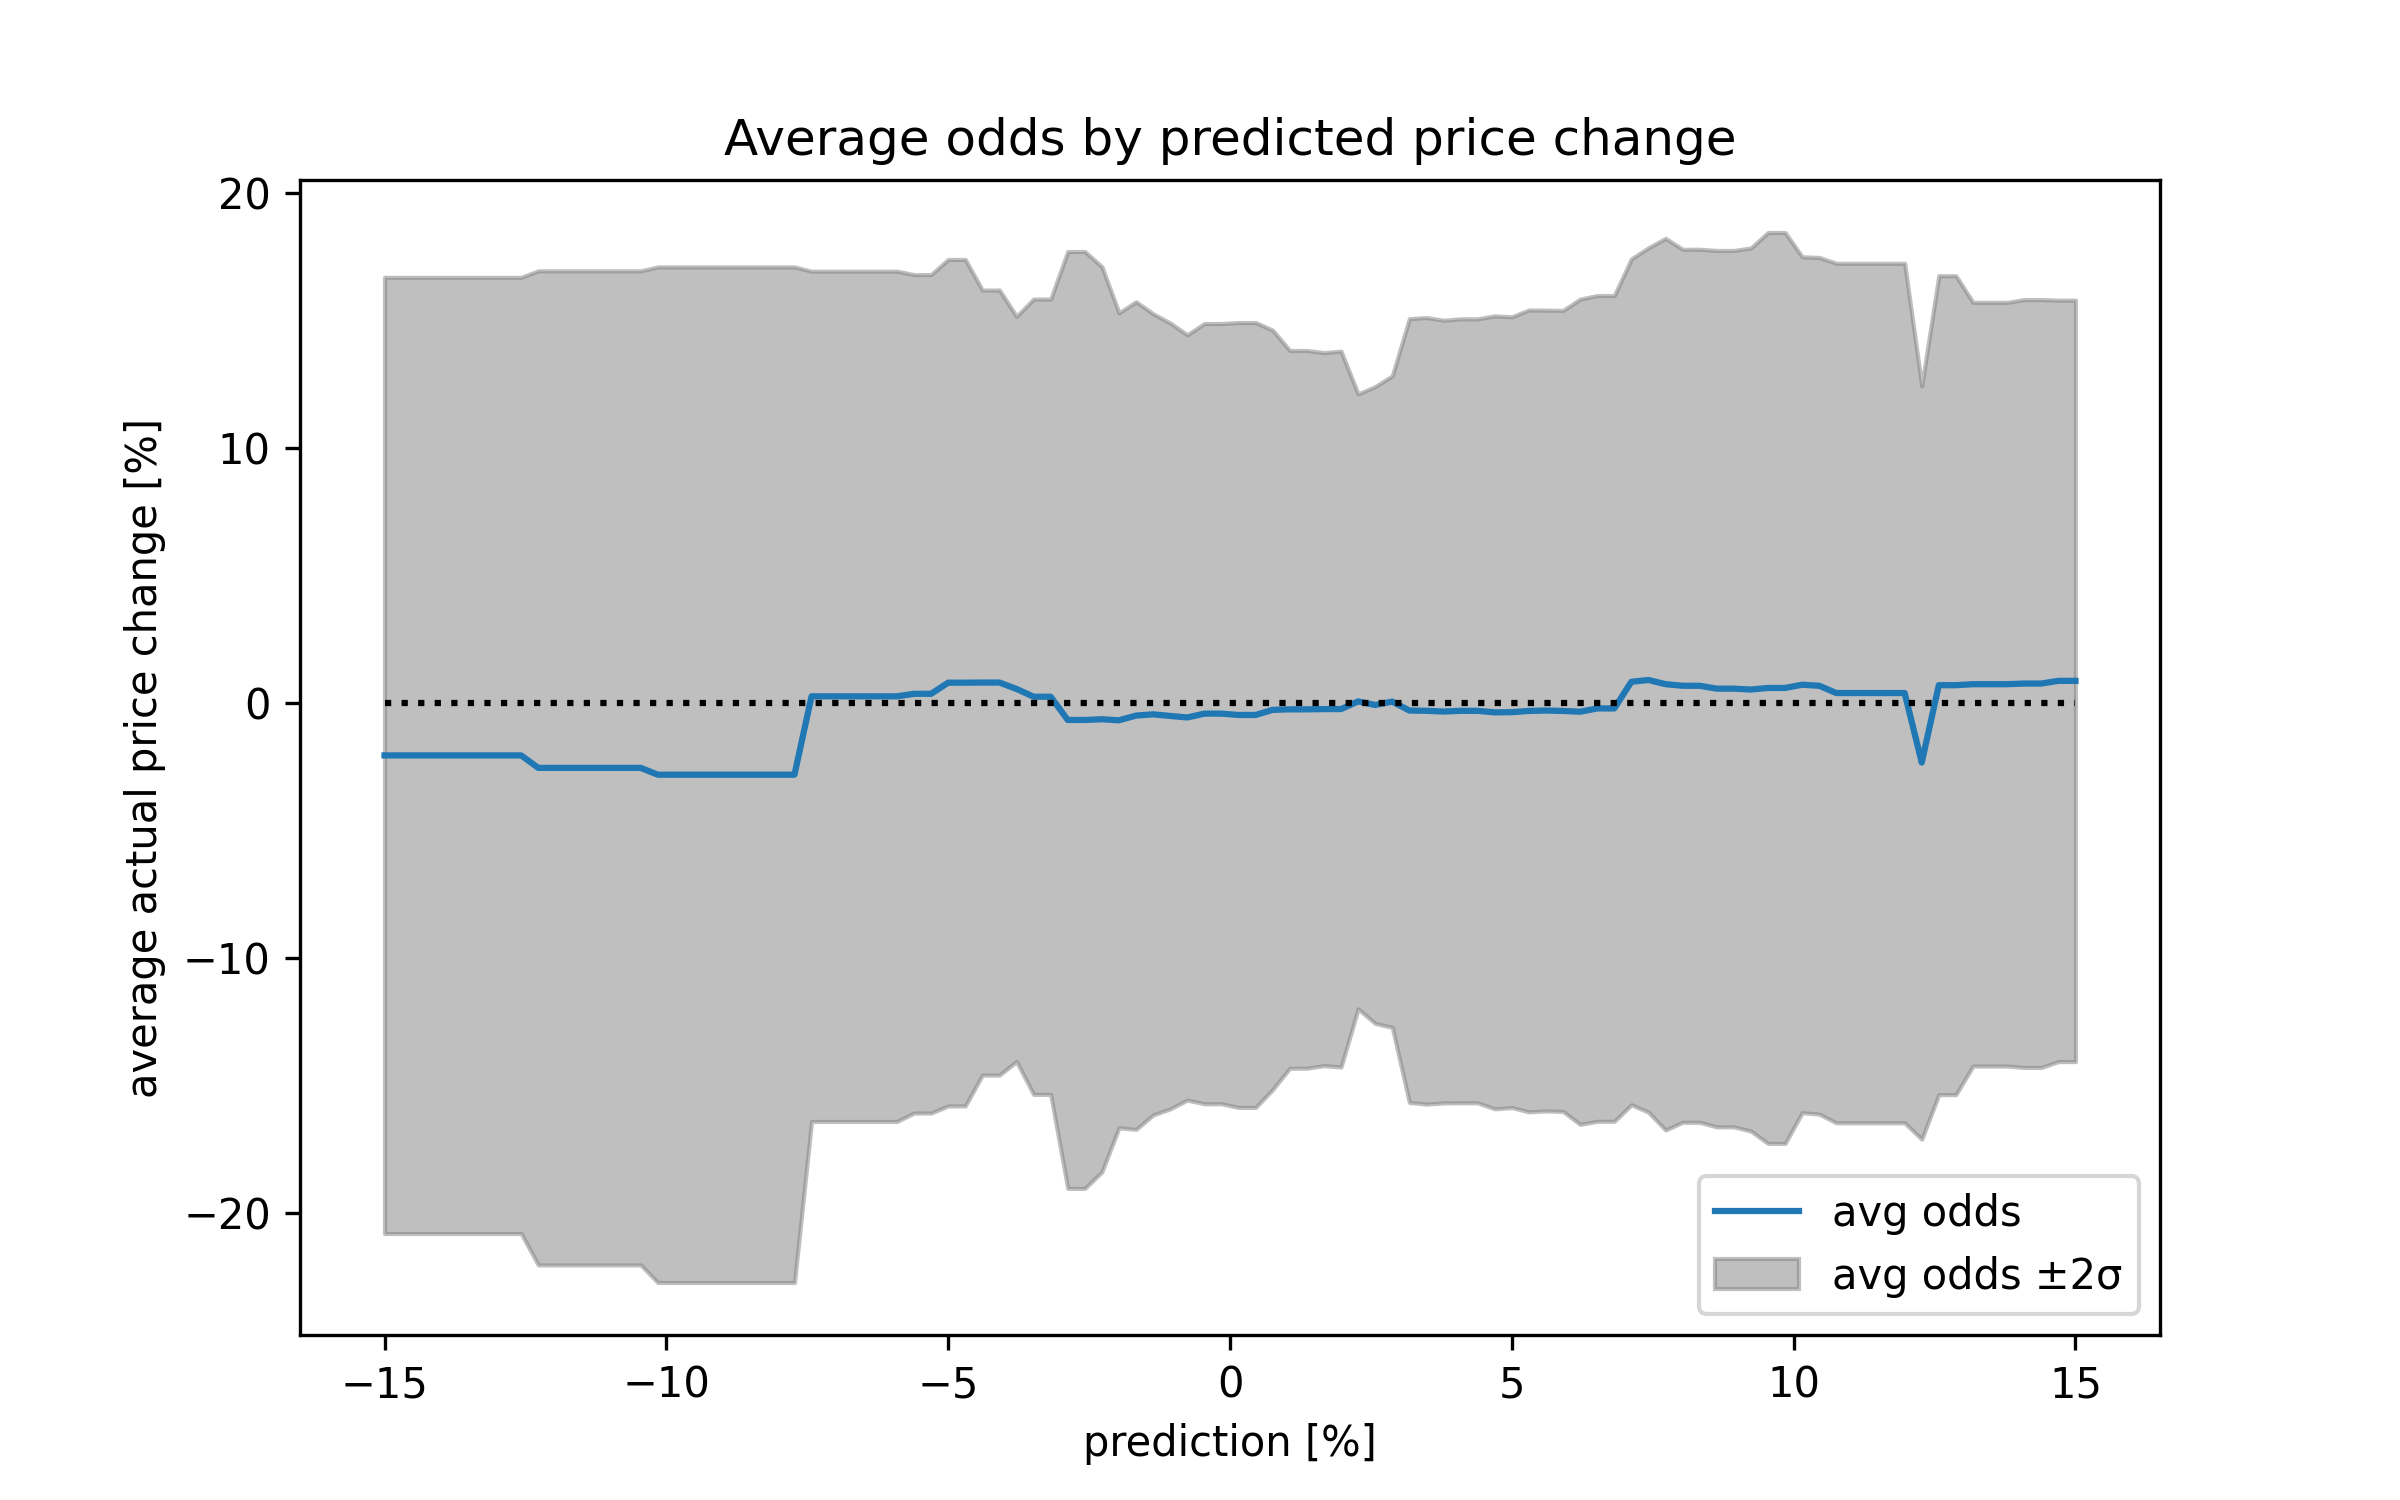 Average odds by predicted price change
average actual price change [%]
20
10
0
−10
−20
avg odds
avg odds ±2σ
−15
−10
−5
0
5
10
15
prediction [%]